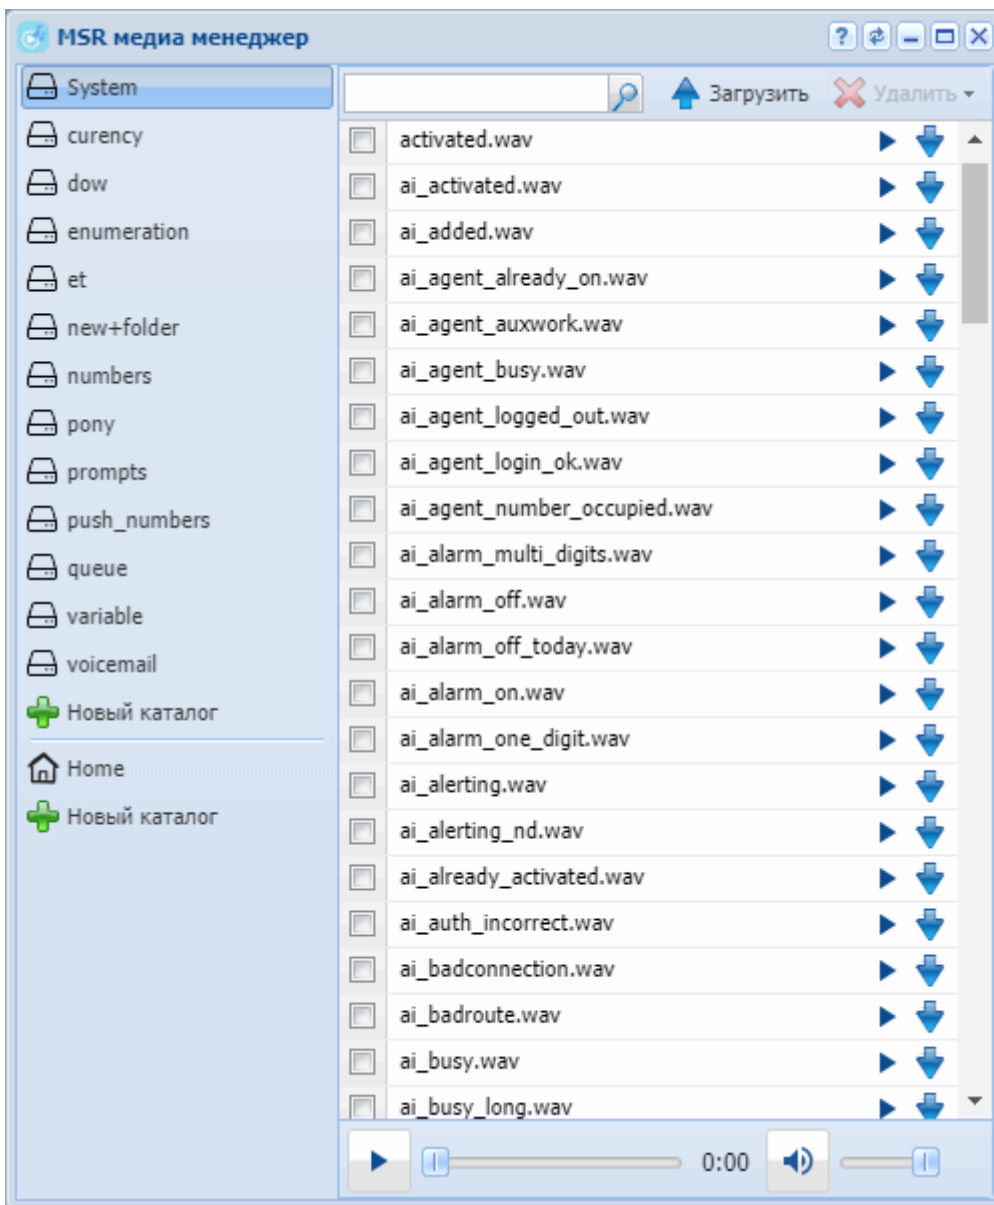 MSR медиа менеджер
?
System
curency
dow
enumeration
et
new+folder
numbers
pony
prompts
push_numbers
queue
variable
voicemail
Новый каталог
Home
Новый каталог
Загрузить
Удалить
activated.wav
ai_activated.wav
ai_added.wav
ai_agent_already_on.wav
ai_agent_auxwork.wav
ai_agent_busy.wav
ai_agent_logged_out.wav
ai_agent_login_ok.wav
ai_agent_number_occupied.wav
ai_alarm_multi_digits.wav
ai_alarm_off.wav
ai_alarm_off_today.wav
ai_alarm_on.wav
ai_alarm_one_digit.wav
ai_alerting.wav
ai_alerting_nd.wav
ai_already_activated.wav
ai_auth_incorrect.wav
ai_badconnection.wav
ai_badroute.wav
ai_busy.wav
ai_busy_long.wav
0:00